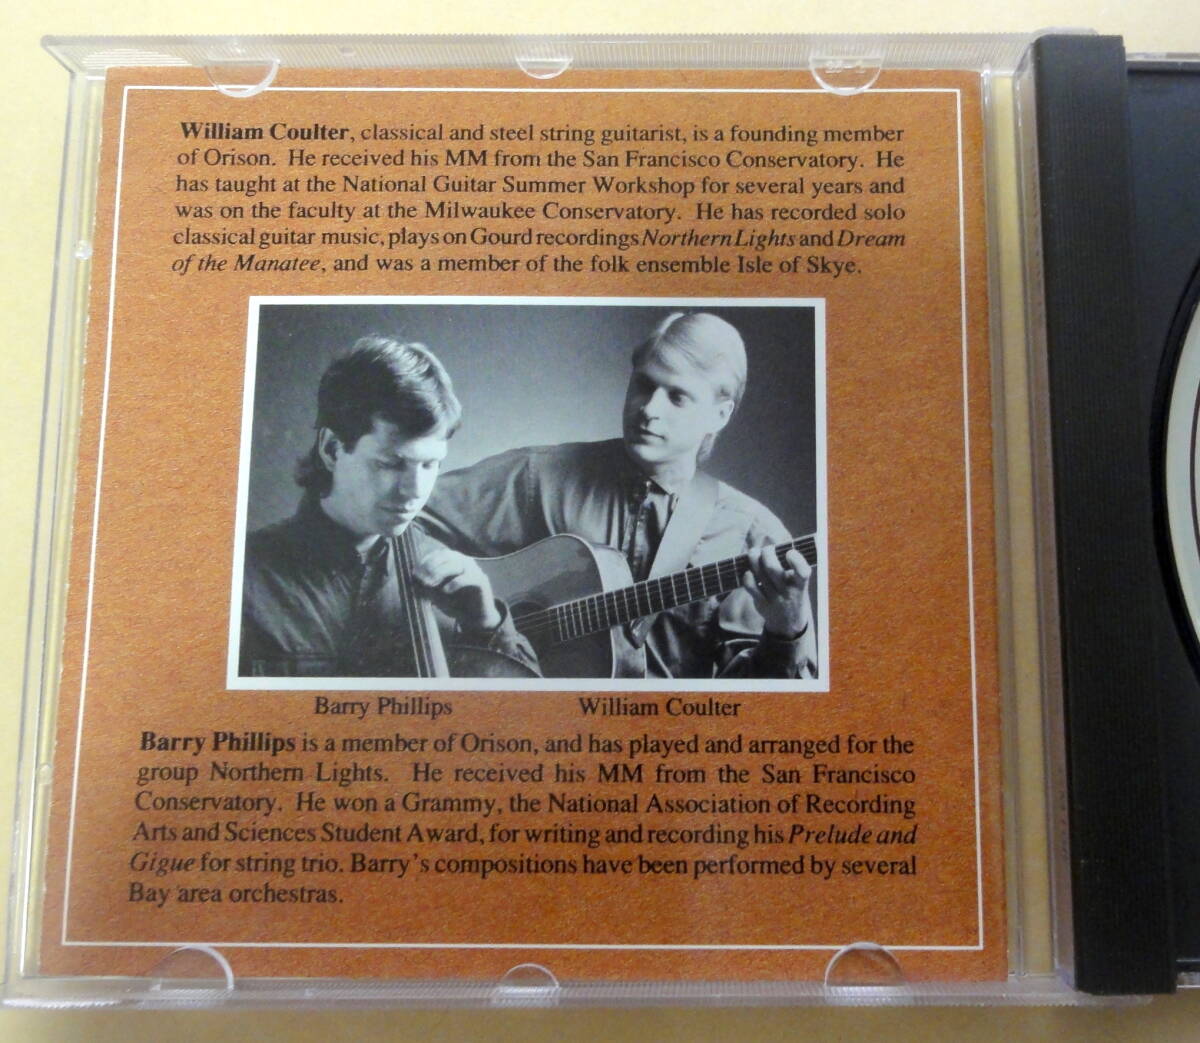 William Coulter, classical and steel string guitarist, is a founding member
of Orison. He received his MM from the San Francisco Conservatory. He
has taught at the National Guitar Summer Workshop for several years and
was on the faculty at the Milwaukee Conservatory. He has recorded solo
classical guitar music, plays on Gourd recordings Northern Lights and Dream
of the Manatee, and was a member of the folk ensemble Isle of Skye.
Barry Phillips William Coulter
Barry Phillips is a member of Orison, and has played and arranged for the
group Northern Lights. He received his MM from the San Francisco
Conservatory. He won a Grammy, the National Association of Recording
Arts and Sciences Student Award, for writing and recording his Prelude and
Gigue for string trio. Barry's compositions have been performed by several
Bay area orchestras.